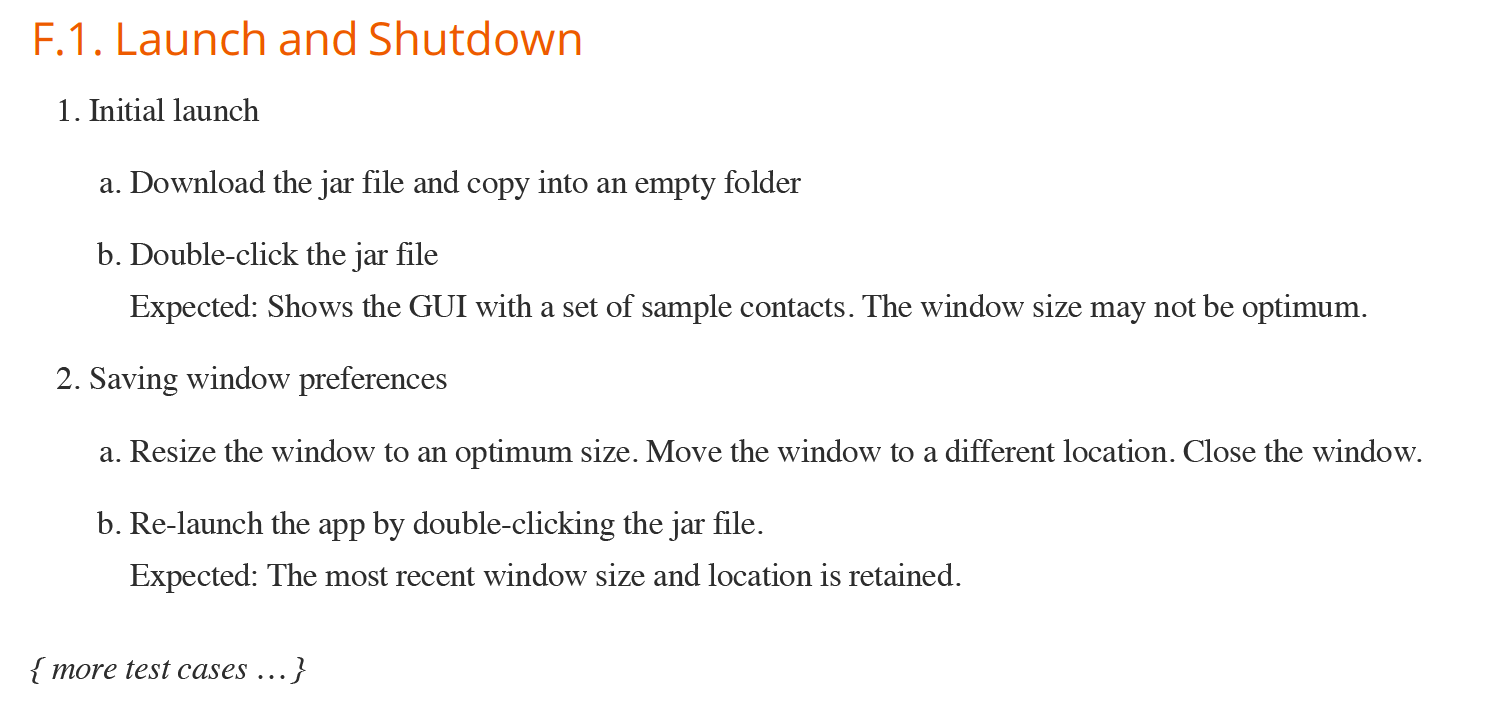 F.1. Launch and Shutdown
1. Initial launch
a. Download the jar file and copy into an empty folder
b. Double-click the jar file
Expected: Shows the GUI with a set of sample contacts. The window size may not be optimum.
2. Saving window preferences
a. Resize the window to an optimum size. Move the window to a different location. Close the window.
b. Re-launch the app by double-clicking the jar file.
Expected: The most recent window size and location is retained.
{ more test cases … }